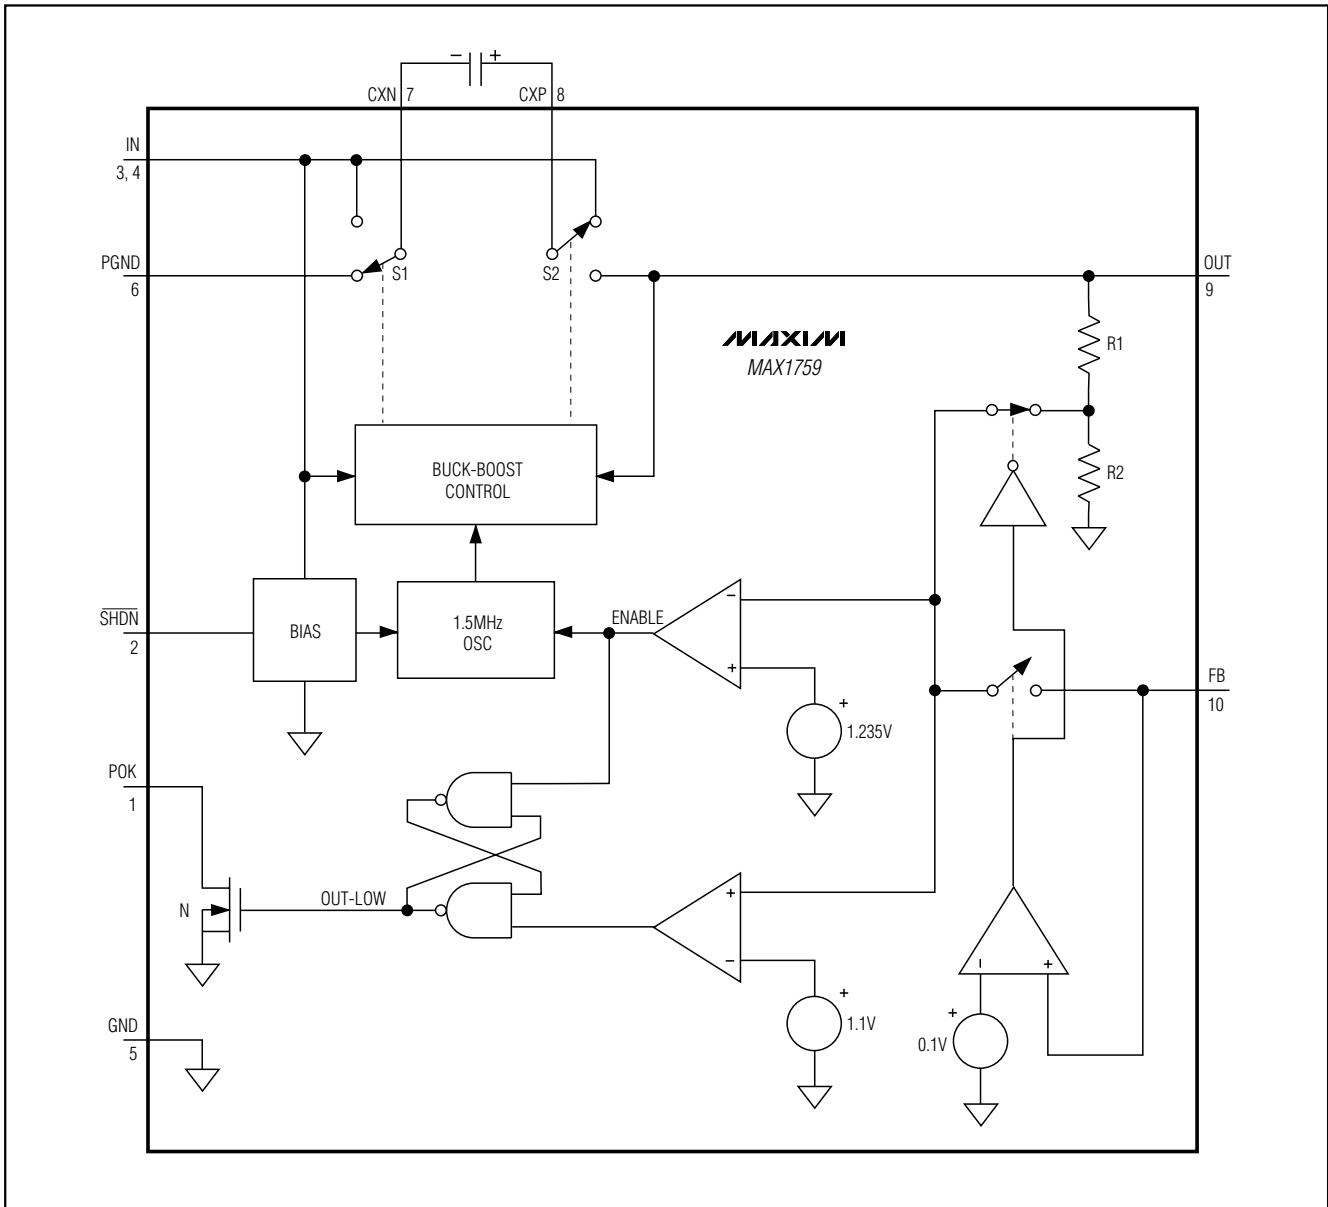 − +
CXN 7
CXP 8
IN
3, 4
PGND
6
S1
S2
OUT
9
MAXIM
MAX1759
R1
R2
BUCK-BOOST
CONTROL
SHDN
2
BIAS
1.5MHz
OSC
ENABLE
−
+
+
1.235V
FB
10
POK
1
N
OUT-LOW
+
−
+
1.1V
− +
+
0.1V
GND
5